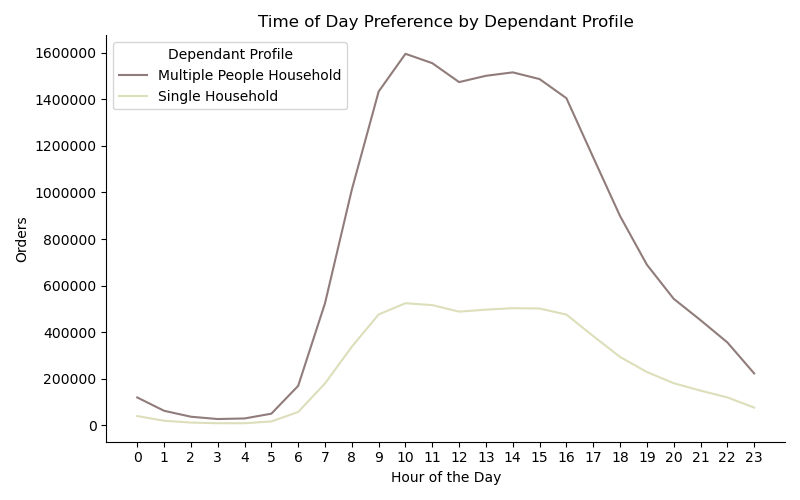 Time of Day Preference by Dependant Profile
Dependant Profile
Multiple People Household
Single Household
1600000
1400000
1200000
1000000
800000
600000
400000
200000
0
Orders
0 1 2 3 4 5 6 7 8 9 10 11 12 13 14 15 16 17 18 19 20 21 22 23
Hour of the Day